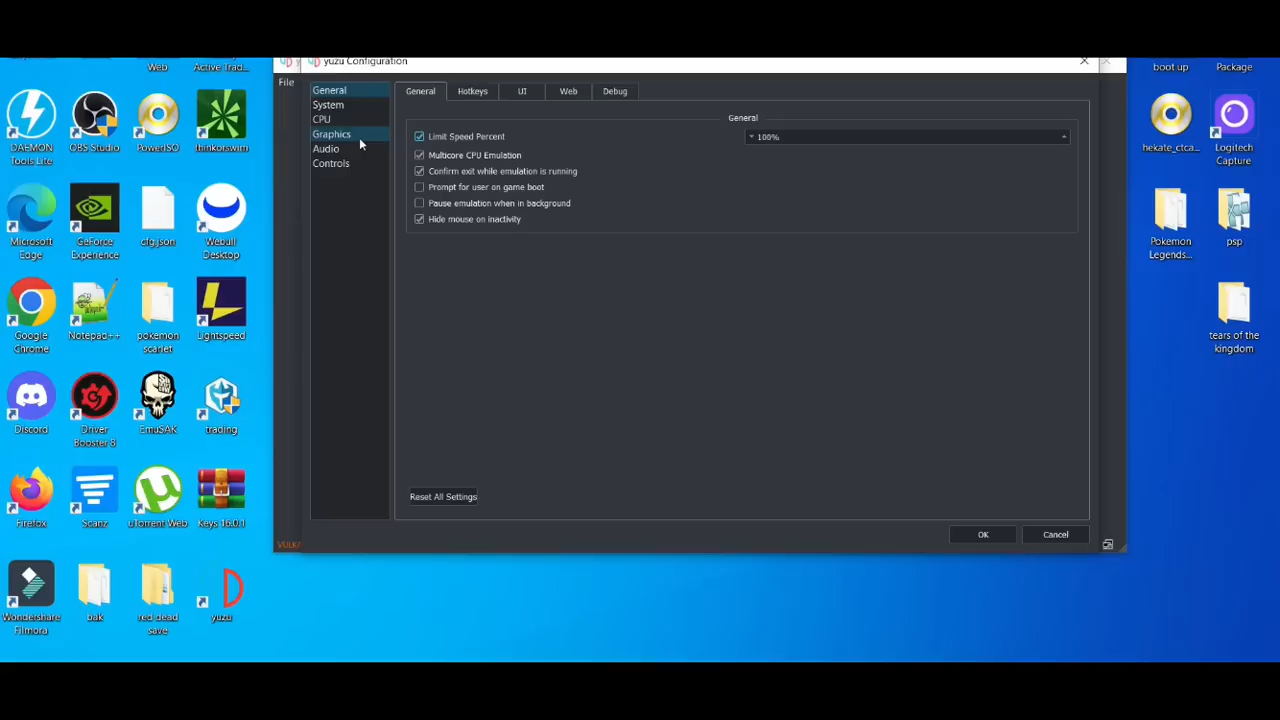 Web
Active Trad...
DAEMON
Tools Lite
OBS Studio
PowerISO
thinkorswim
Microsoft
Edge
GeForce
Experience
cfg.json
Webull
Desktop
Google
Chrome
Notepad++
pokemon
scarlet
Lightspeed
Discord
Driver
Booster 8
EmuSAK
trading
Firefox
Scanz
uTorrent Web
Keys 16.0.1
Wondershare
Filmora
bak
red dead
save
yuzu
yuzu Configuration
File
General
System
CPU
Graphics
Audio
Controls
General
Hotkeys
UI
Web
Debug
General
Limit Speed Percent
100%
Multicore CPU Emulation
Confirm exit while emulation is running
Prompt for user on game boot
Pause emulation when in background
Hide mouse on inactivity
Reset All Settings
OK
Cancel
boot up
Package
hekate_ctca...
Logitech
Capture
Pokemon
Legends...
psp
tears of the
kingdom